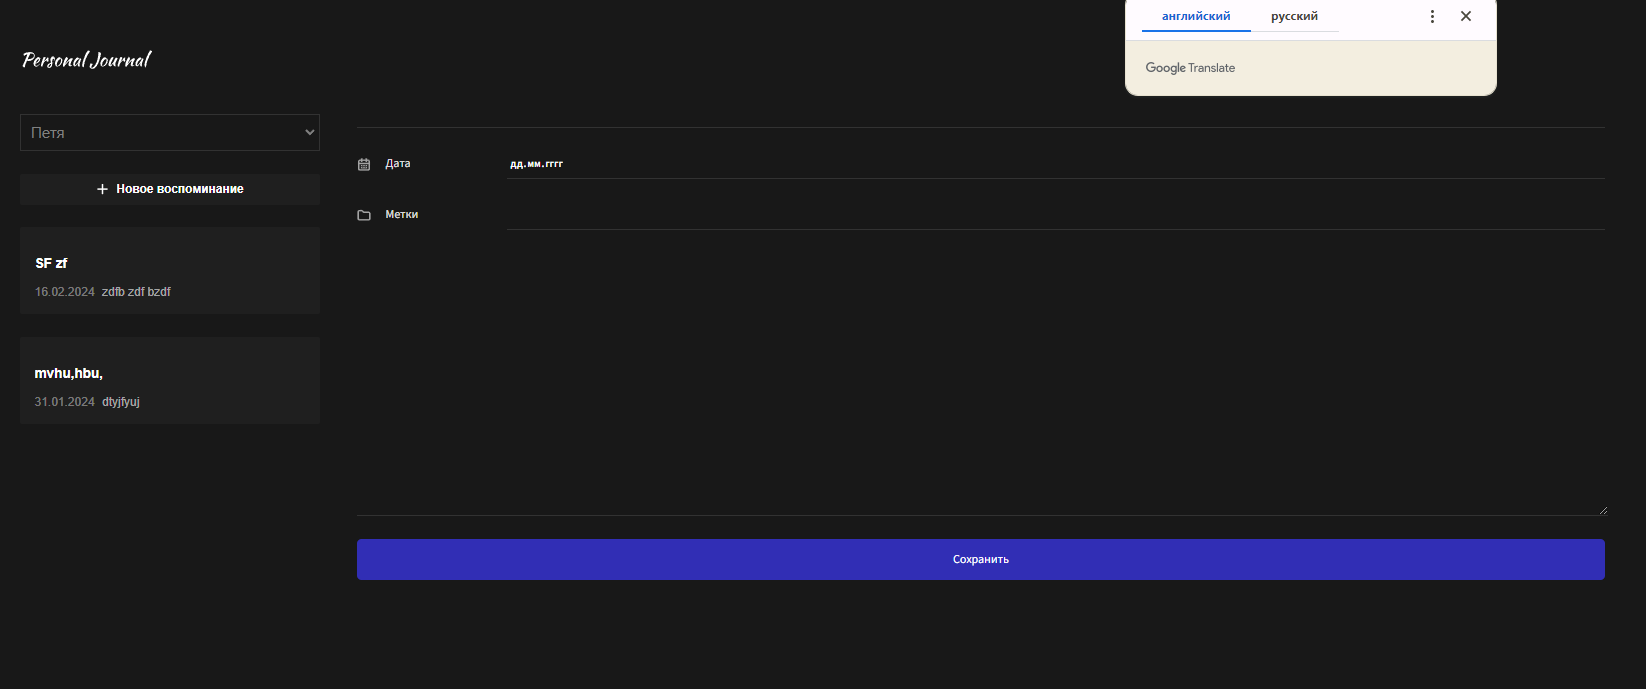 английский русский
Google Translate
Personal Journal
Петя
Новое воспоминание
SF zf
16.02.2024 zdfb zdf bzdf
mvhu,hbu,
31.01.2024 dtyjfyuj
Дата дд.мм.гггг
Метки
Сохранить